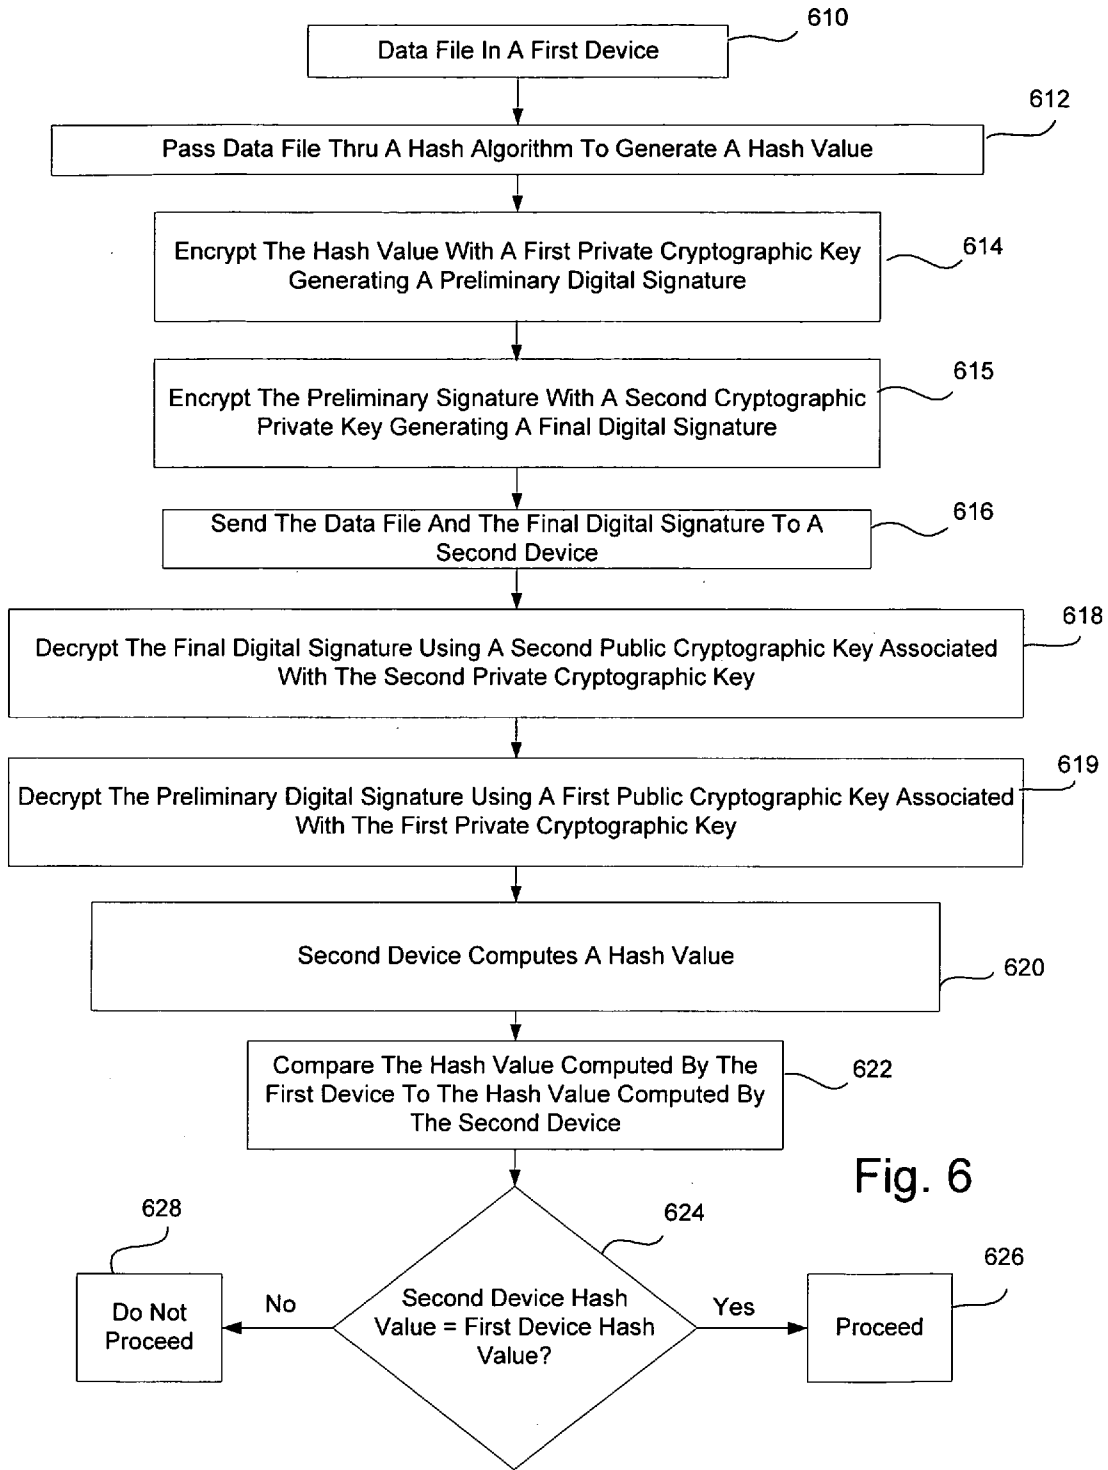 610
Data File In A First Device
612
Pass Data File Thru A Hash Algorithm To Generate A Hash Value
614
Encrypt The Hash Value With A First Private Cryptographic Key
Generating A Preliminary Digital Signature
615
Encrypt The Preliminary Signature With A Second Cryptographic
Private Key Generating A Final Digital Signature
616
Send The Data File And The Final Digital Signature To A
Second Device
618
Decrypt The Final Digital Signature Using A Second Public Cryptographic Key Associated
With The Second Private Cryptographic Key
619
Decrypt The Preliminary Digital Signature Using A First Public Cryptographic Key Associated
With The First Private Cryptographic Key
Second Device Computes A Hash Value
620
Compare The Hash Value Computed By The
First Device To The Hash Value Computed By
The Second Device
622
Fig. 6
628
624
626
Do Not
Proceed
No
Second Device Hash
Value = First Device Hash
Value?
Yes
Proceed